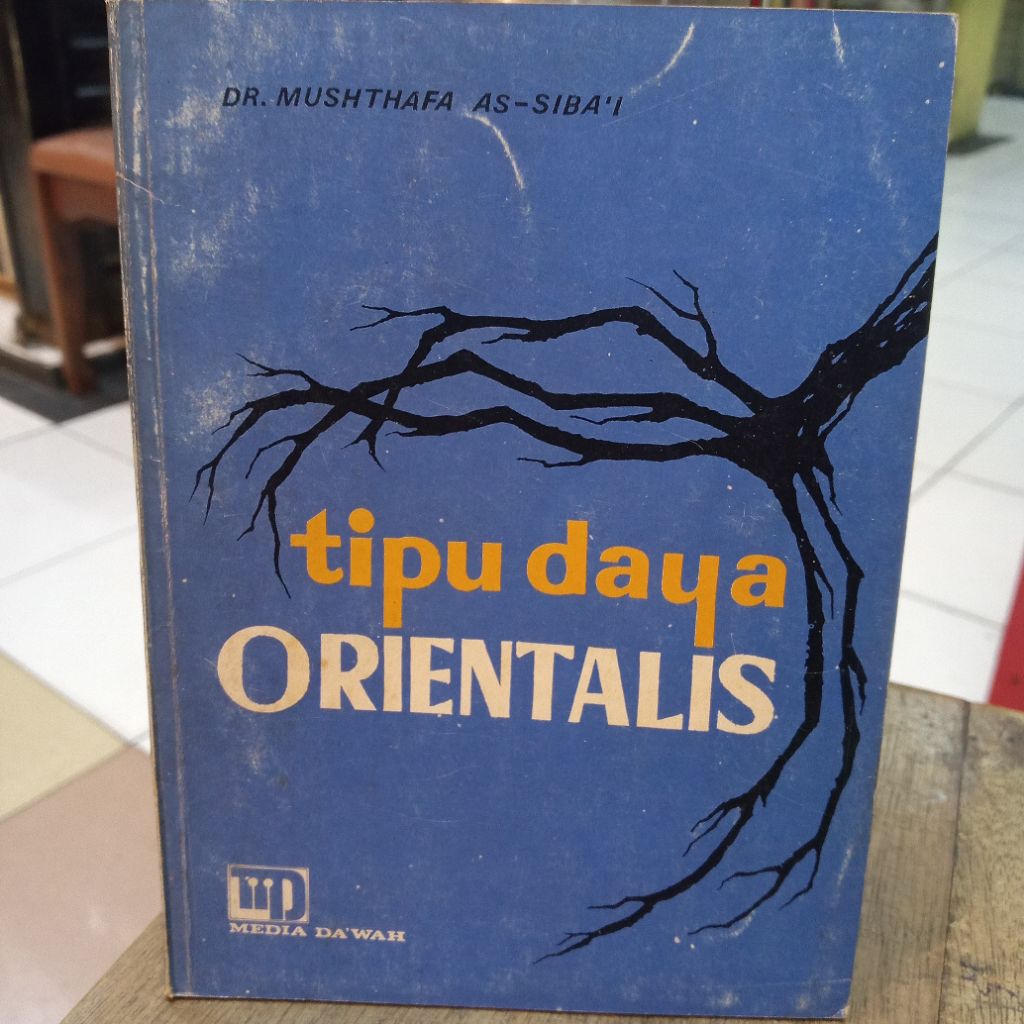 DR. MUSHTHAFA AS-SIBA'I
tipu daya
ORIENTALIS
MEDIA DA'WAH